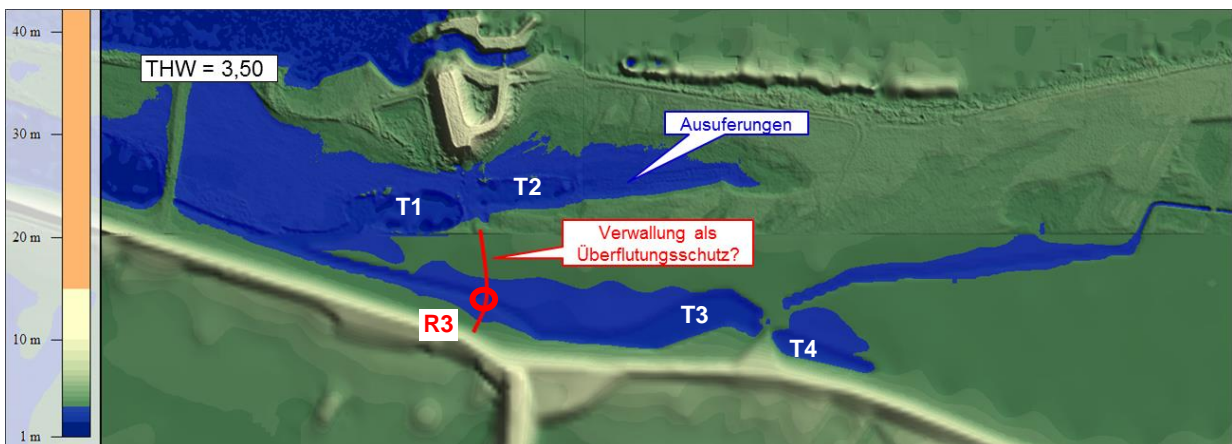 40 m
THW = 3,50
30 m
Ausuferungen
T1
T2
20 m
Verwallung als
Überflutungsschutz?
R3
T3
10 m
T4
1 m